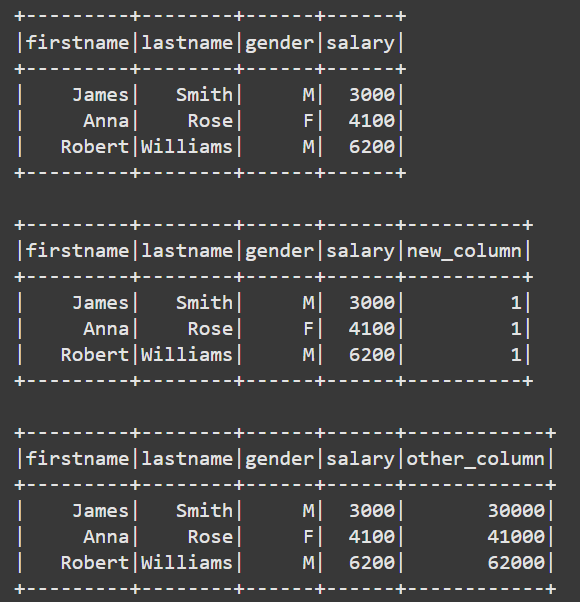 +---------+--------+------+------+
|firstname|lastname|gender|salary|
+---------+--------+------+------+
|    James|   Smith|     M|  3000|
|     Anna|    Rose|     F|  4100|
|   Robert|Williams|     M|  6200|
+---------+--------+------+------+

+---------+--------+------+------+----------+
|firstname|lastname|gender|salary|new_column|
+---------+--------+------+------+----------+
|    James|   Smith|     M|  3000|         1|
|     Anna|    Rose|     F|  4100|         1|
|   Robert|Williams|     M|  6200|         1|
+---------+--------+------+------+----------+

+---------+--------+------+------+------------+
|firstname|lastname|gender|salary|other_column|
+---------+--------+------+------+------------+
|    James|   Smith|     M|  3000|       30000|
|     Anna|    Rose|     F|  4100|       41000|
|   Robert|Williams|     M|  6200|       62000|
+---------+--------+------+------+------------+